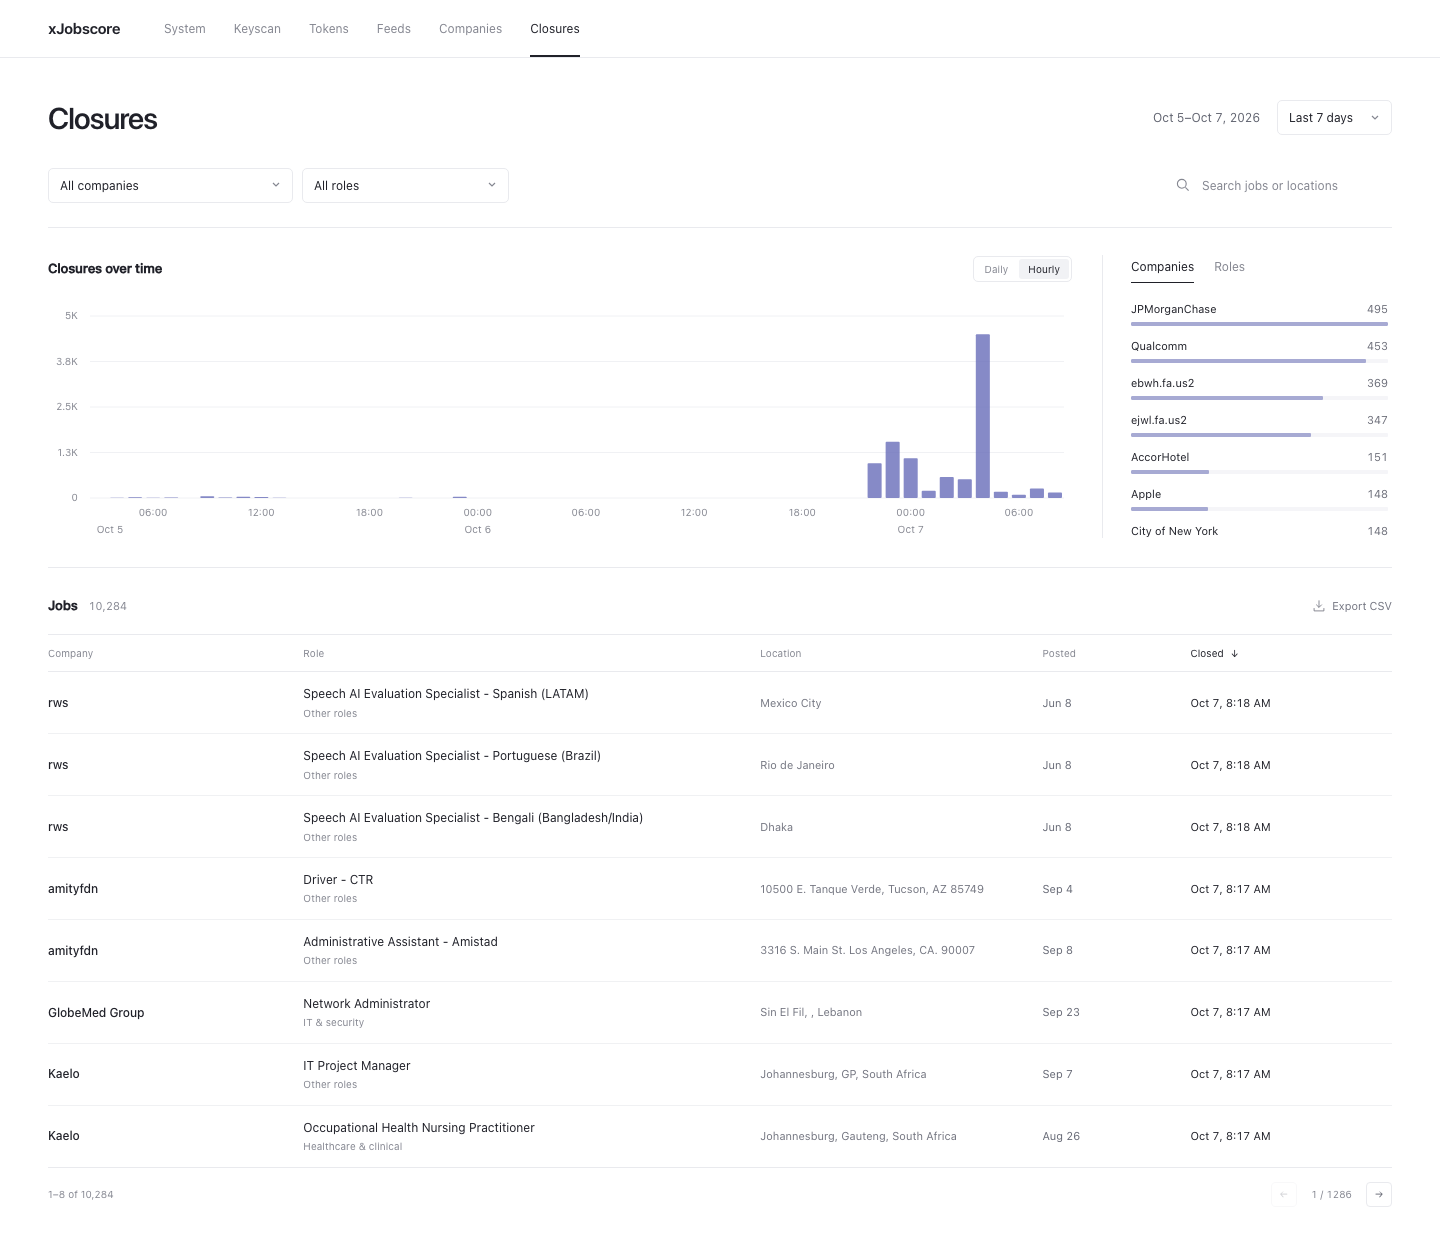 xJobscore System Keyscan Tokens Feeds Companies Closures
Closures
Oct 5–Oct 7, 2026 Last 7 days
All companies All roles Search jobs or locations
Closures over time Daily Hourly
5K
3.8K
2.5K
1.3K
0
06:00 12:00 18:00 00:00 06:00 12:00 18:00 00:00 06:00
Oct 5 Oct 6 Oct 7
Companies Roles
JPMorganChase 495
Qualcomm 453
ebwh.fa.us2 369
ejwl.fa.us2 347
AccorHotel 151
Apple 148
City of New York 148
Jobs 10,284 Export CSV
Company Role Location Posted Closed ↓
rws Speech AI Evaluation Specialist - Spanish (LATAM) Mexico City Jun 8 Oct 7, 8:18 AM
Other roles
rws Speech AI Evaluation Specialist - Portuguese (Brazil) Rio de Janeiro Jun 8 Oct 7, 8:18 AM
Other roles
rws Speech AI Evaluation Specialist - Bengali (Bangladesh/India) Dhaka Jun 8 Oct 7, 8:18 AM
Other roles
amityfdn Driver - CTR 10500 E. Tanque Verde, Tucson, AZ 85749 Sep 4 Oct 7, 8:17 AM
Other roles
amityfdn Administrative Assistant - Amistad 3316 S. Main St. Los Angeles, CA. 90007 Sep 8 Oct 7, 8:17 AM
Other roles
GlobeMed Group Network Administrator Sin El Fil, , Lebanon Sep 23 Oct 7, 8:17 AM
IT & security
Kaelo IT Project Manager Johannesburg, GP, South Africa Sep 7 Oct 7, 8:17 AM
Other roles
Kaelo Occupational Health Nursing Practitioner Johannesburg, Gauteng, South Africa Aug 26 Oct 7, 8:17 AM
Healthcare & clinical
1–8 of 10,284 ← 1 / 1286 →